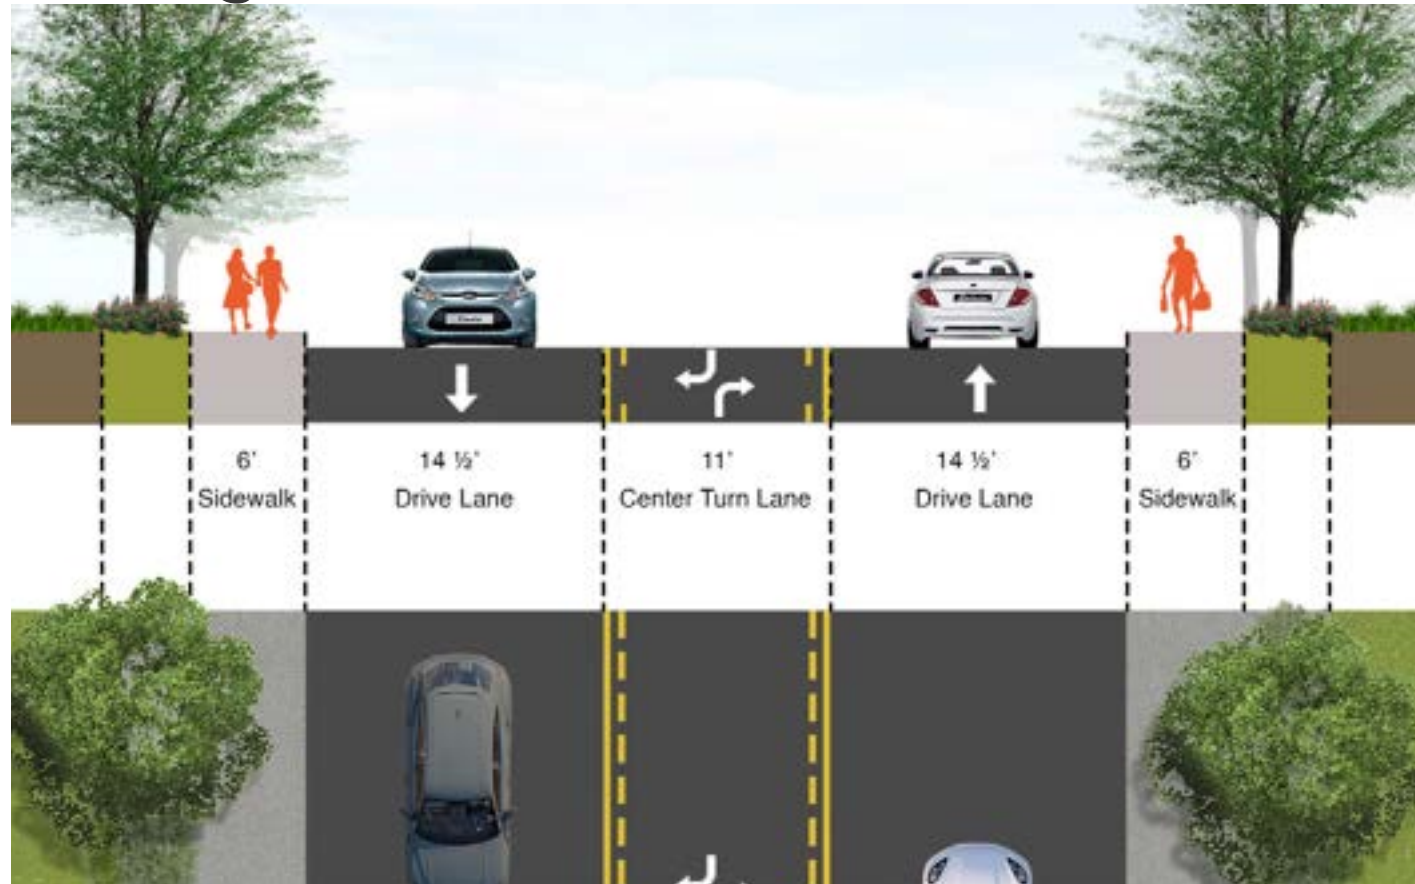 6' 14 ½' 11' 14 ½' 6'
Sidewalk Drive Lane Center Turn Lane Drive Lane Sidewalk